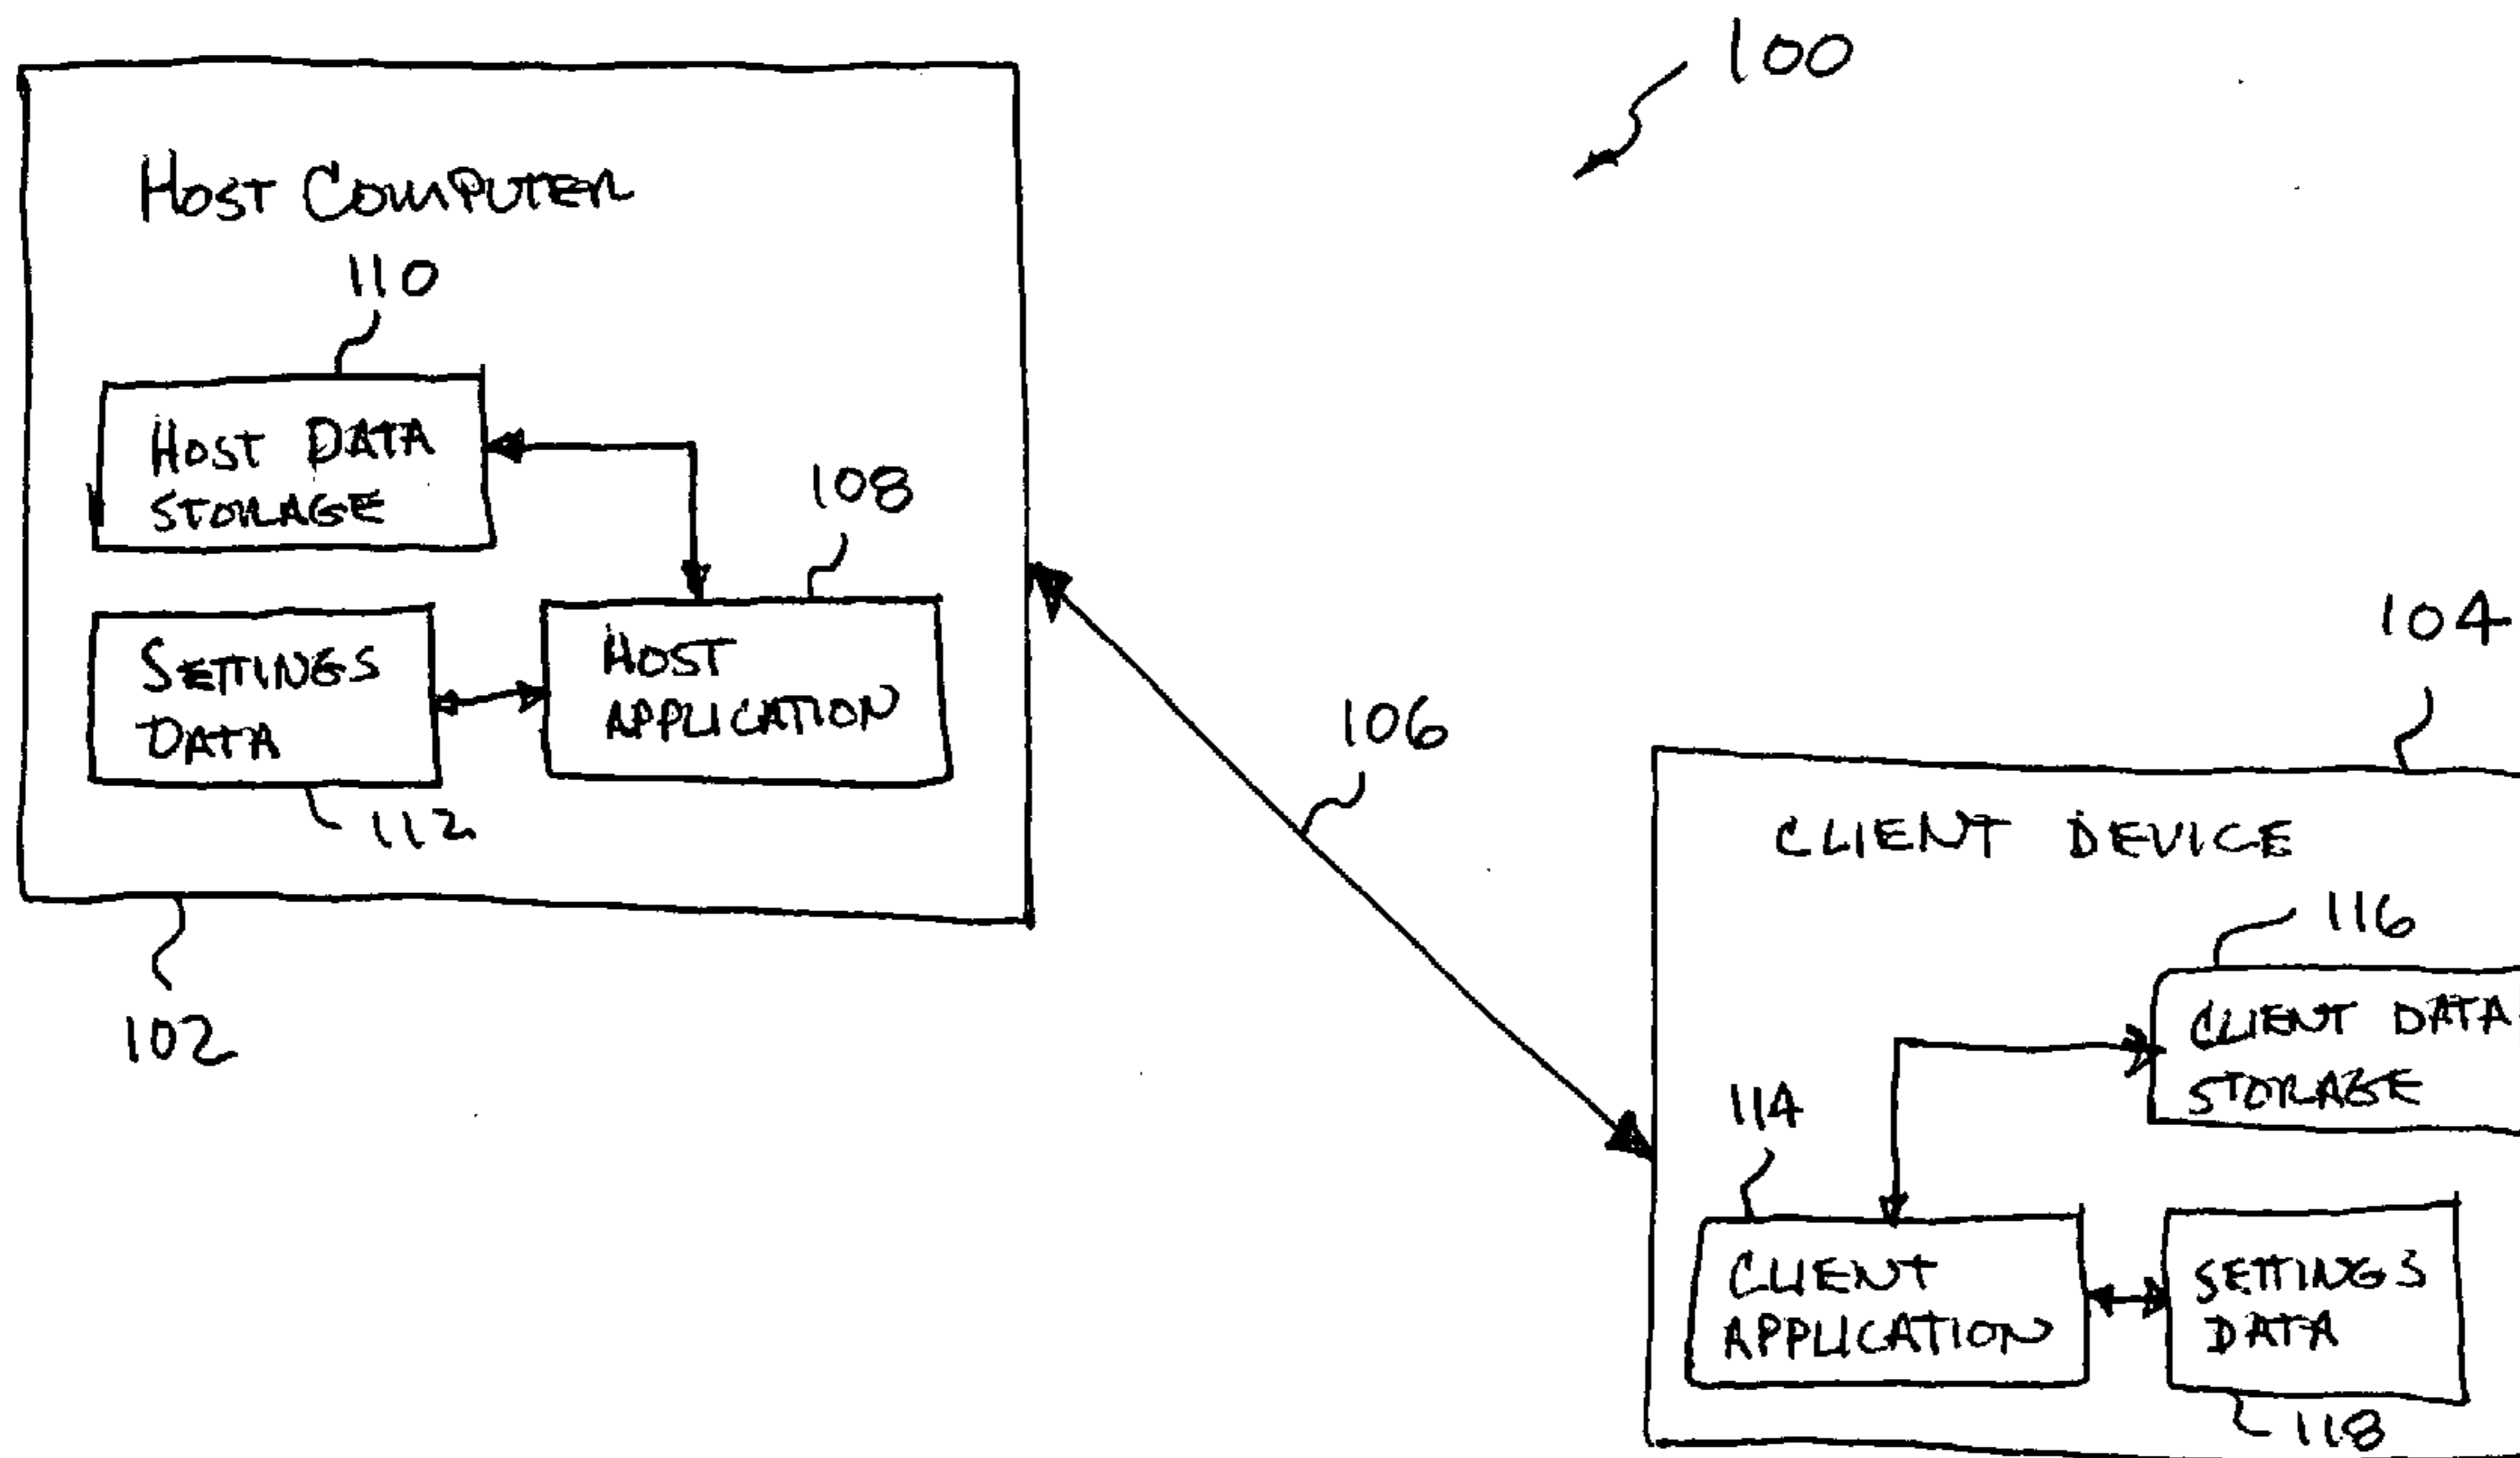 100
HOST COMPUTER
110
HOST DATA
STORAGE
108
SETTINGS
DATA
HOST
APPLICATION
112
102
106
104
CLIENT DEVICE
116
CLIENT DATA
STORAGE
114
CLIENT
APPLICATION
SETTINGS
DATA
118